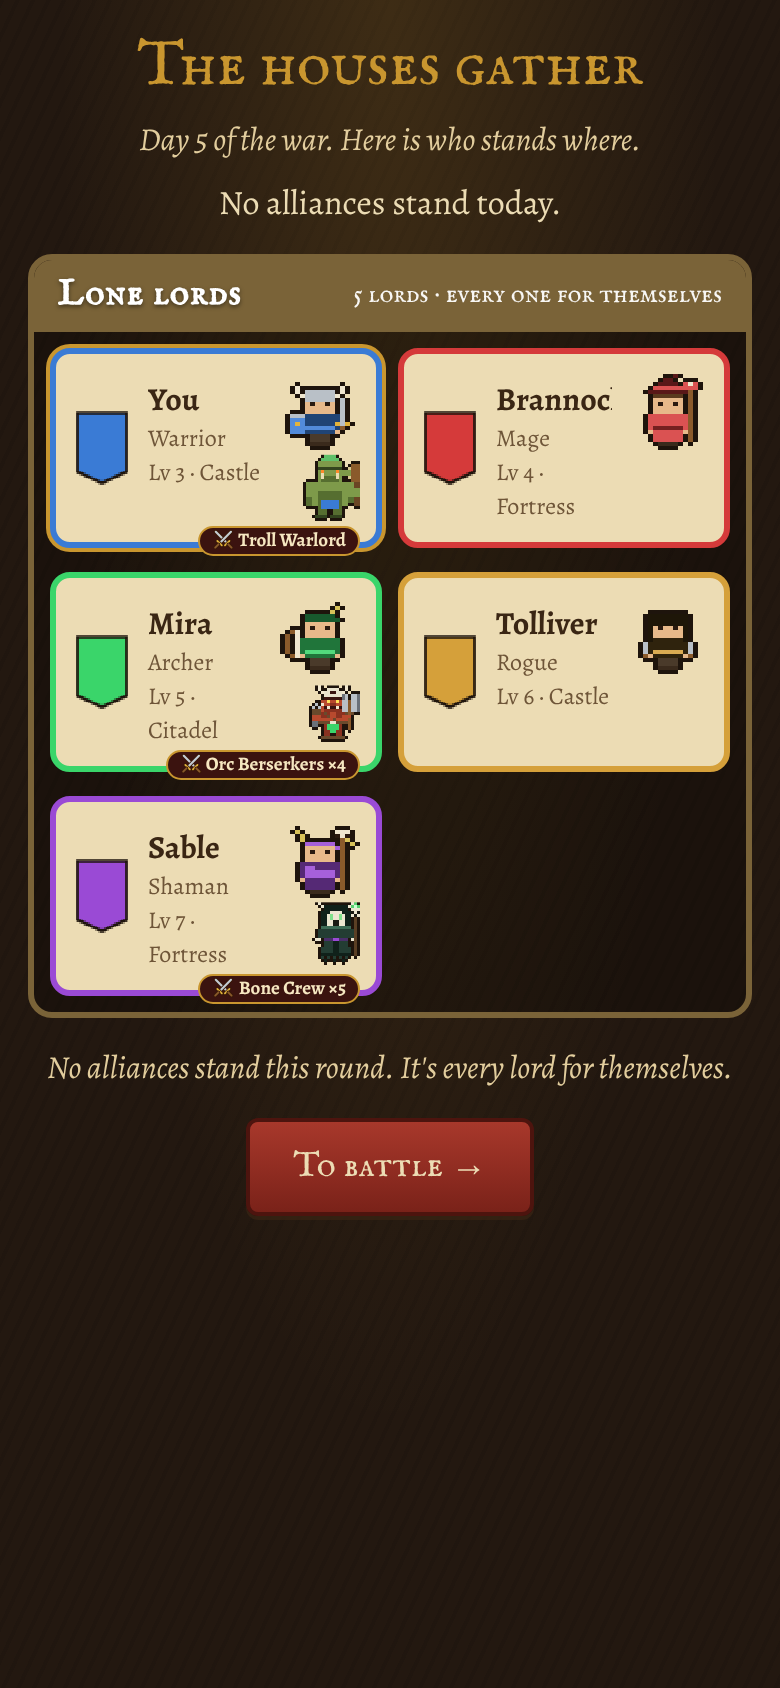 The houses gather
Day 5 of the war. Here is who stands where.
No alliances stand today.
Lone lords
5 lords · every one for themselves
You
Warrior
Lv 3 · Castle
Troll Warlord
Mage
Lv 4 ·
Fortress
Mira
Archer
Lv 5 ·
Citadel
Orc Berserkers ×4
Tolliver
Rogue
Lv 6 · Castle
Sable
Shaman
Lv 7 ·
Fortress
Bone Crew ×5
No alliances stand this round. It's every lord for themselves.
To battle →